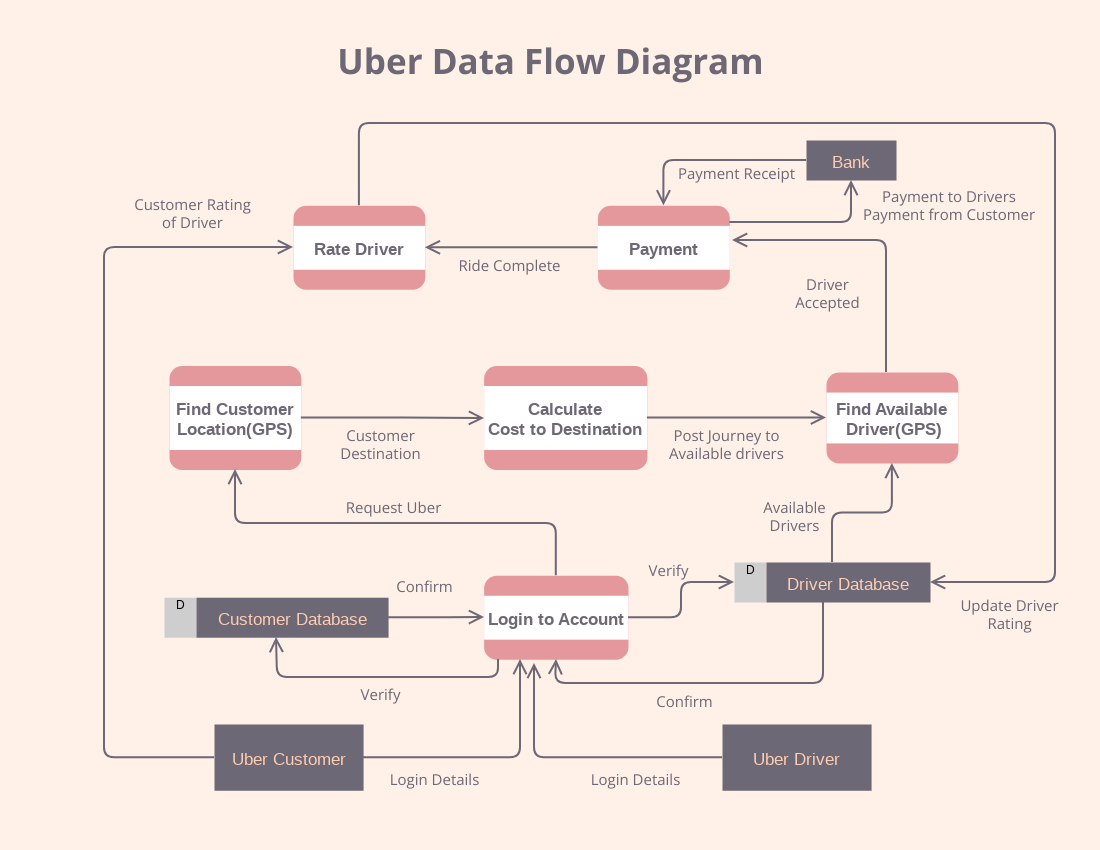 Uber Data Flow Diagram
Bank
Payment Receipt
Customer Rating
of Driver
Payment to Drivers
Payment from Customer
Rate Driver
Payment
Ride Complete
Driver
Accepted
Find Customer
Location(GPS)
Calculate
Cost to Destination
Find Available
Driver(GPS)
Customer
Destination
Post Journey to
Available drivers
Request Uber
Available
Drivers
Verify
D
Driver Database
Confirm
D
Customer Database
Login to Account
Update Driver
Rating
Verify
Confirm
Uber Customer
Uber Driver
Login Details
Login Details